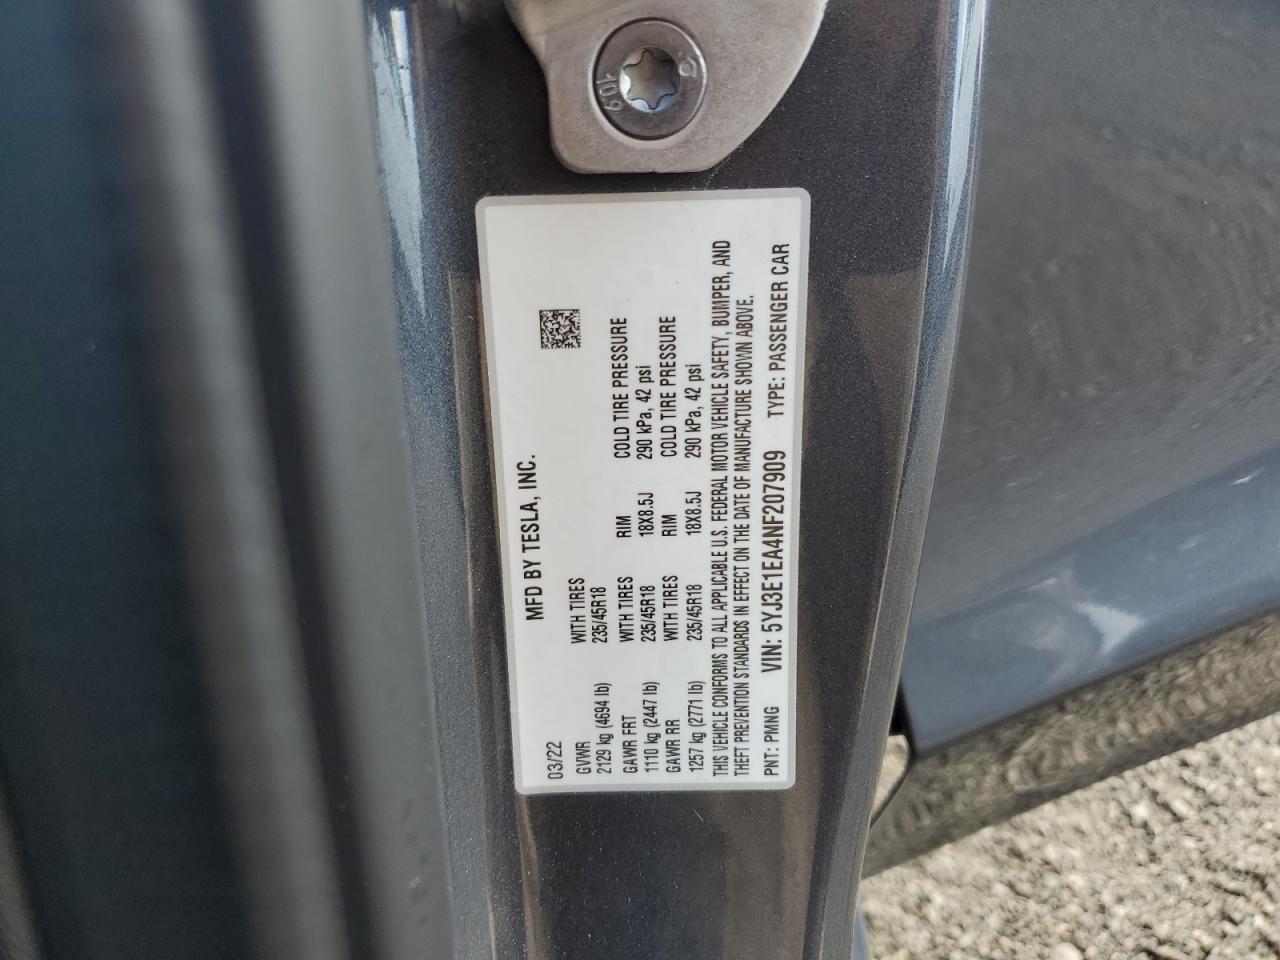 10.9
MFD BY TESLA, INC.
03/22
GVWR WITH TIRES
2129 kg (4694 lb) 235/45R18
GAWR FRT WITH TIRES RIM COLD TIRE PRESSURE
1110 kg (2447 lb) 235/45R18 18X8.5J 290 kPa, 42 psi
GAWR RR WITH TIRES RIM COLD TIRE PRESSURE
1257 kg (2771 lb) 235/45R18 18X8.5J 290 kPa, 42 psi
THIS VEHICLE CONFORMS TO ALL APPLICABLE U.S. FEDERAL MOTOR VEHICLE SAFETY, BUMPER, AND
THEFT PREVENTION STANDARDS IN EFFECT ON THE DATE OF MANUFACTURE SHOWN ABOVE.
PNT: PMNG VIN: 5YJ3E1EA4NF207909 TYPE: PASSENGER CAR